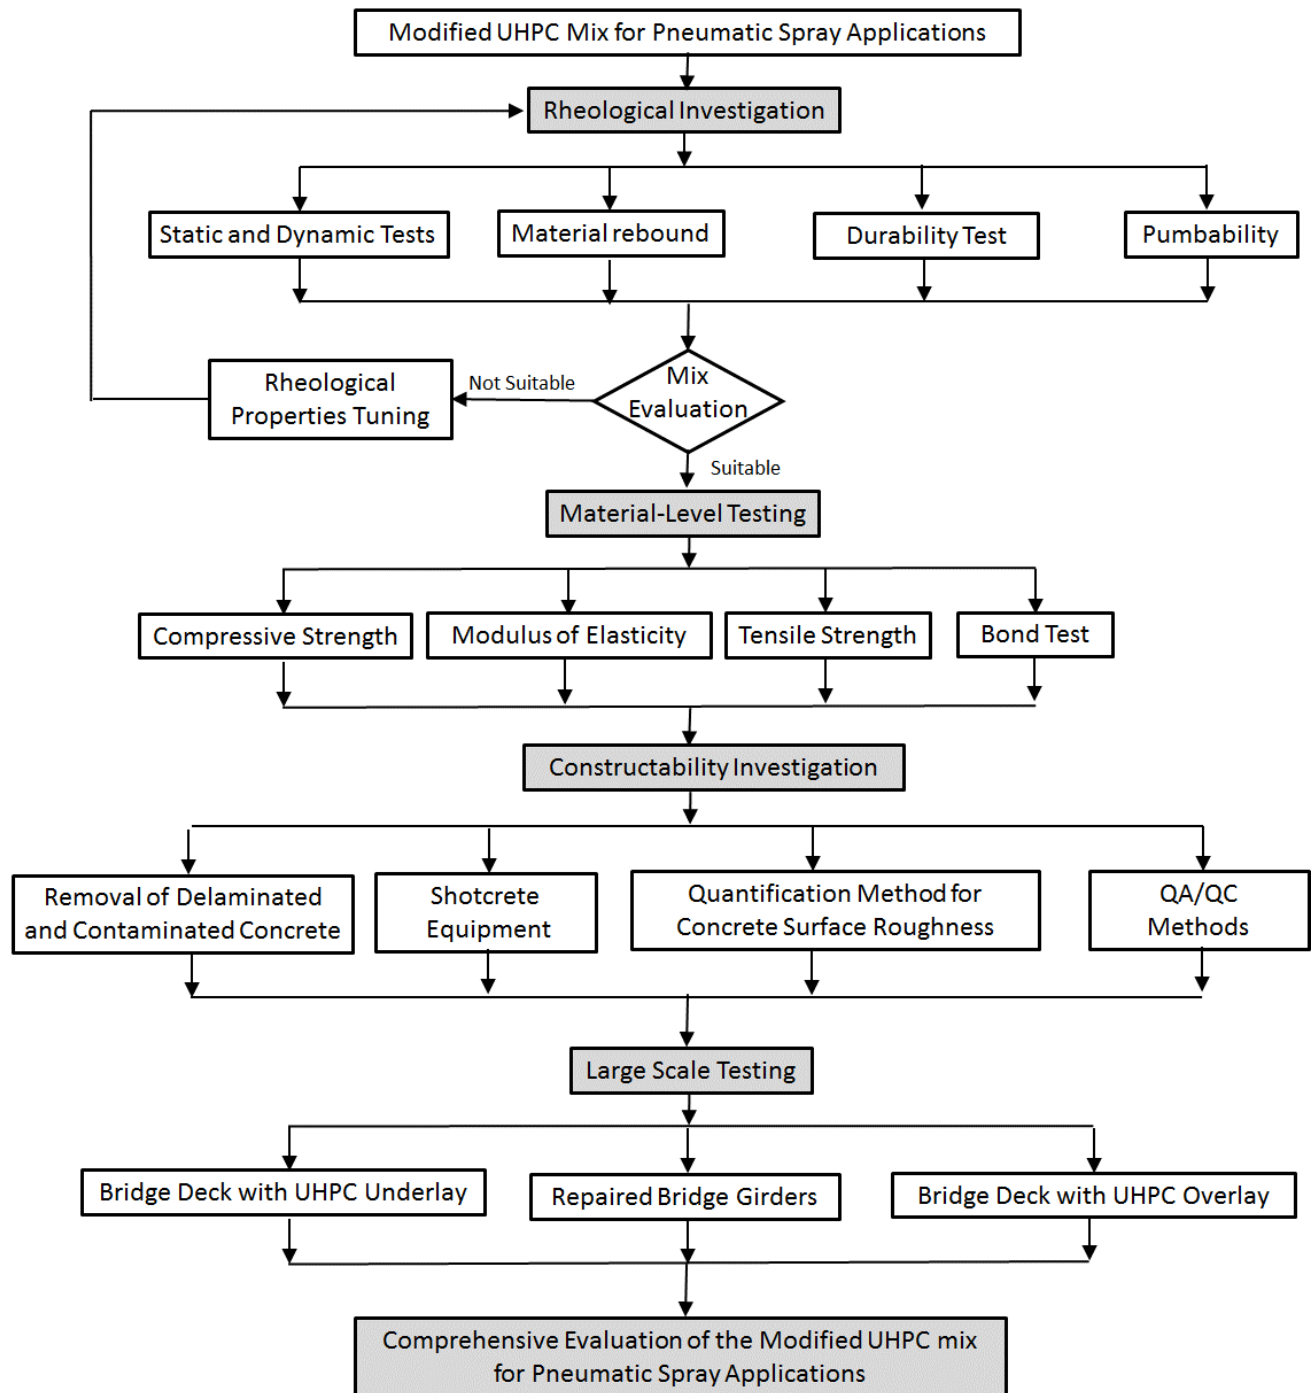 Modified UHPC Mix for Pneumatic Spray Applications
Rheological Investigation
Static and Dynamic Tests
Material rebound
Durability Test
Pumbability
Rheological
Properties Tuning
Not Suitable
Mix
Evaluation
Suitable
Material-Level Testing
Compressive Strength
Modulus of Elasticity
Tensile Strength
Bond Test
Constructability Investigation
Removal of Delaminated
and Contaminated Concrete
Shotcrete
Equipment
Quantification Method for
Concrete Surface Roughness
QA/QC
Methods
Large Scale Testing
Bridge Deck with UHPC Underlay
Repaired Bridge Girders
Bridge Deck with UHPC Overlay
Comprehensive Evaluation of the Modified UHPC mix
for Pneumatic Spray Applications